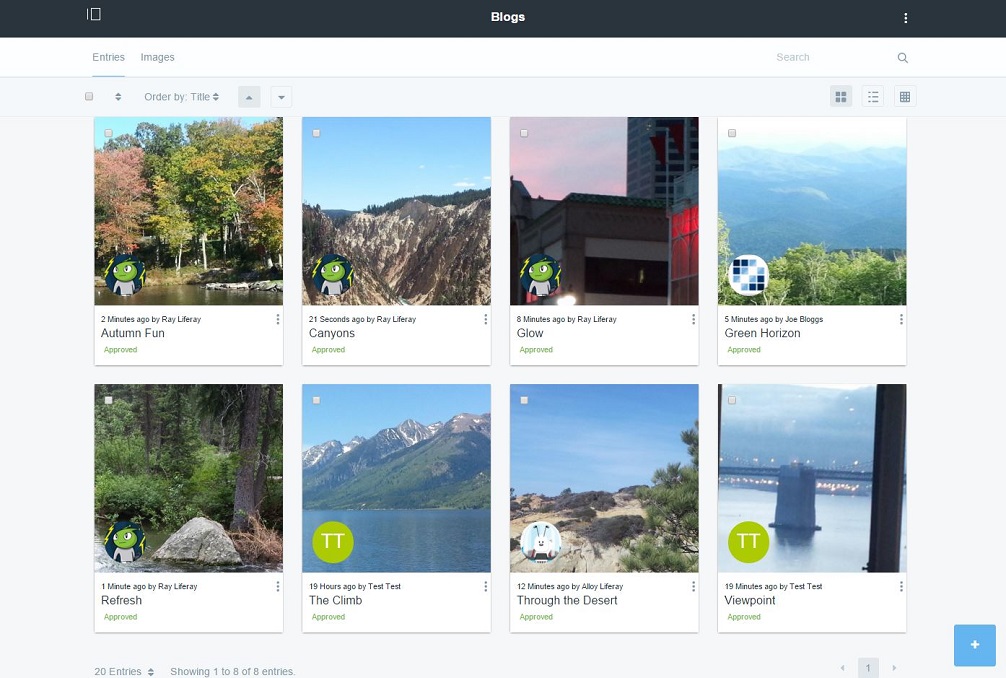 Blogs
Entries Images Search
Order by: Title
2 Minutes ago by Ray Liferay
Autumn Fun
Approved
21 Seconds ago by Ray Liferay
Canyons
Approved
8 Minutes ago by Ray Liferay
Glow
Approved
5 Minutes ago by Joe Bloggs
Green Horizon
Approved
1 Minute ago by Ray Liferay
Refresh
Approved
TT
19 Hours ago by Test Test
The Climb
Approved
12 Minutes ago by Alloy Liferay
Through the Desert
Approved
TT
19 Minutes ago by Test Test
Viewpoint
Approved
20 Entries Showing 1 to 8 of 8 entries. 1